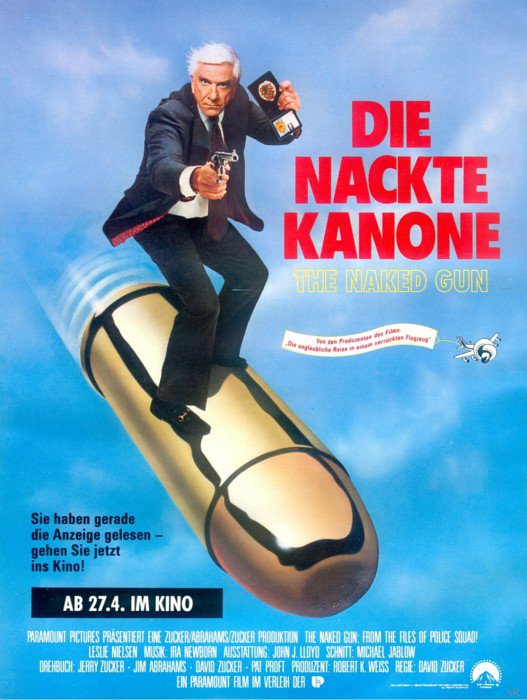 DIE
NACKTE
KANONE
THE NAKED GUN
Von den Produzenten des Films:
„Die unglaubliche Reise in einem verrückten Flugzeug"
Sie haben gerade
die Anzeige gelesen –
gehen Sie jetzt
ins Kino!
AB 27.4. IM KINO
PARAMOUNT PICTURES PRÄSENTIERT EINE ZUCKER/ABRAHAMS/ZUCKER PRODUKTION THE NAKED GUN: FROM THE FILES OF POLICE SQUAD!
LESLIE NIELSEN MUSIK: IRA NEWBORN AUSSTATTUNG: JOHN J. LLOYD SCHNITT: MICHAEL JABLOW
DREHBUCH: JERRY ZUCKER · JIM ABRAHAMS · DAVID ZUCKER · PAT PROFT PRODUZENT: ROBERT K. WEISS REGIE: DAVID ZUCKER
EIN PARAMOUNT FILM IM VERLEIH DER